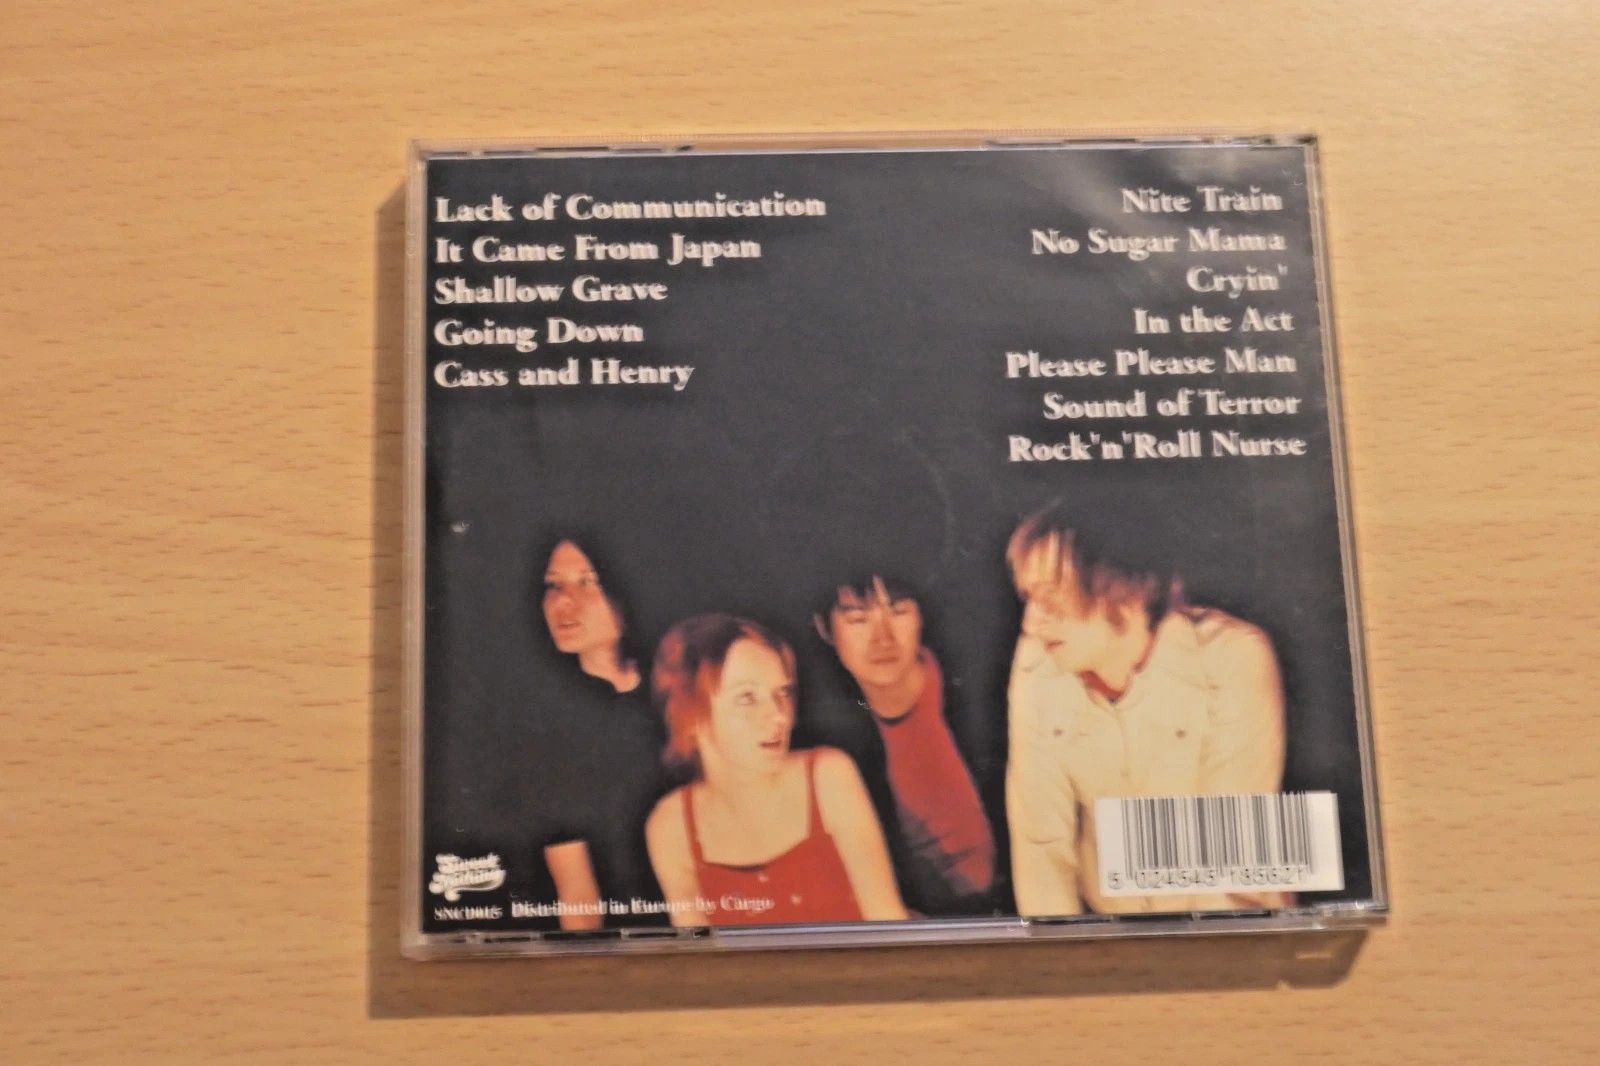 Lack of Communication
It Came From Japan
Shallow Grave
Going Down
Cass and Henry
Nite Train
No Sugar Mama
Cryin'
In the Act
Please Please Man
Sound of Terror
Rock'n'Roll Nurse
Distributed in Europe by Cargo
5 024545 185621